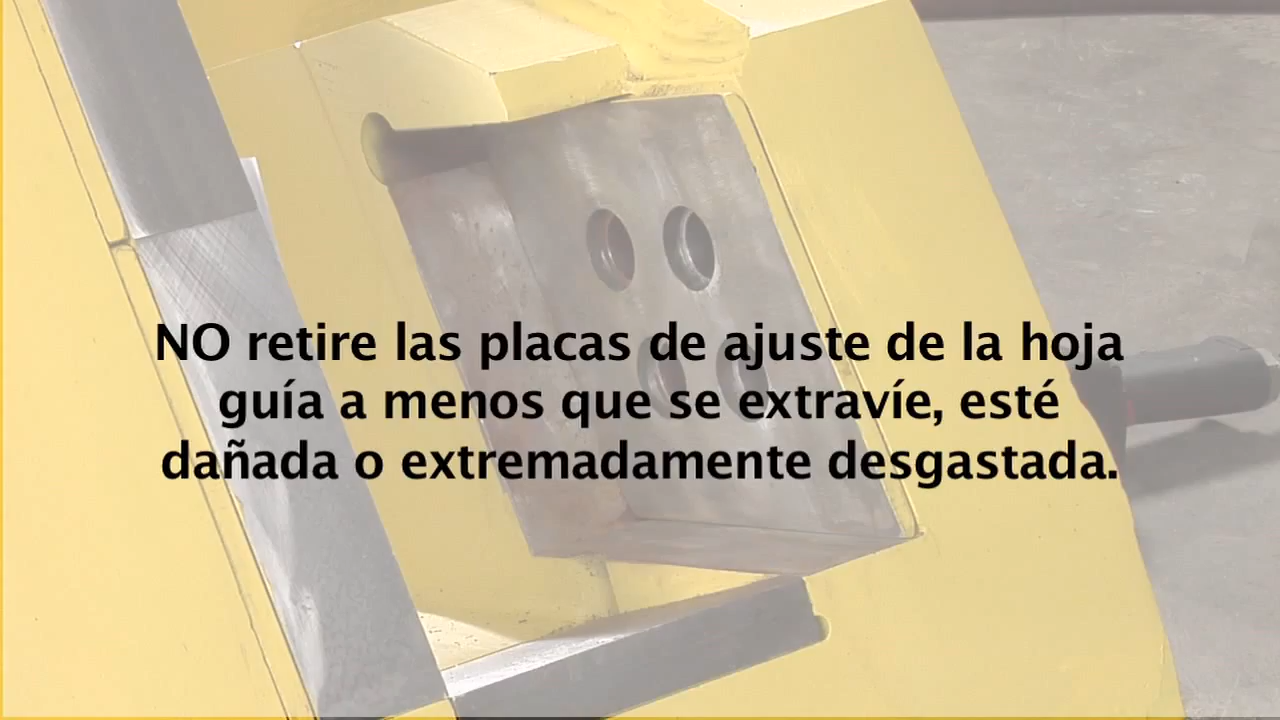 NO retire las placas de ajuste de la hoja
guía a menos que se extravíe, esté
dañada o extremadamente desgastada.